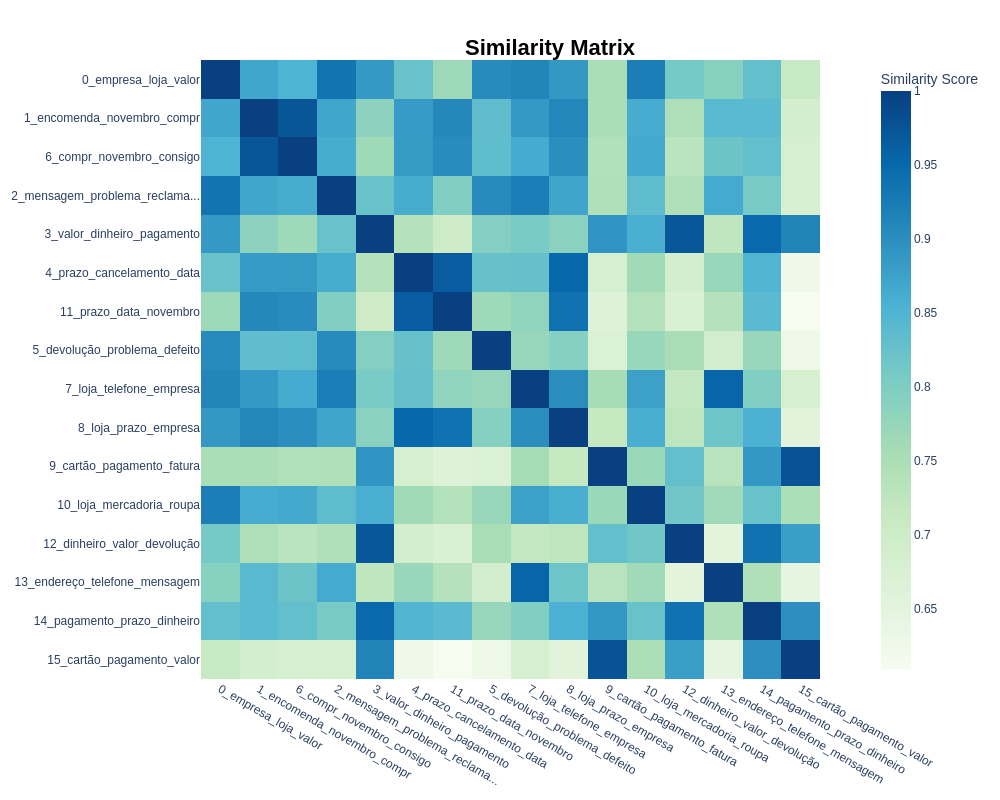 Similarity Matrix
Similarity Score
0_empresa_loja_valor
1_encomenda_novembro_compr
6_compr_novembro_consigo
2_mensagem_problema_reclama...
3_valor_dinheiro_pagamento
4_prazo_cancelamento_data
11_prazo_data_novembro
5_devolução_problema_defeito
7_loja_telefone_empresa
8_loja_prazo_empresa
9_cartão_pagamento_fatura
10_loja_mercadoria_roupa
12_dinheiro_valor_devolução
13_endereço_telefone_mensagem
14_pagamento_prazo_dinheiro
15_cartão_pagamento_valor
1
0.95
0.9
0.85
0.8
0.75
0.7
0.65
0_empresa_loja_valor
1_encomenda_novembro_compr
6_compr_novembro_consigo
2_mensagem_problema_reclama...
3_valor_dinheiro_pagamento
4_prazo_cancelamento_data
11_prazo_data_novembro
5_devolução_problema_defeito
7_loja_telefone_empresa
8_loja_prazo_empresa
9_cartão_pagamento_fatura
10_loja_mercadoria_roupa
12_dinheiro_valor_devolução
13_endereço_telefone_mensagem
14_pagamento_prazo_dinheiro
15_cartão_pagamento_valor